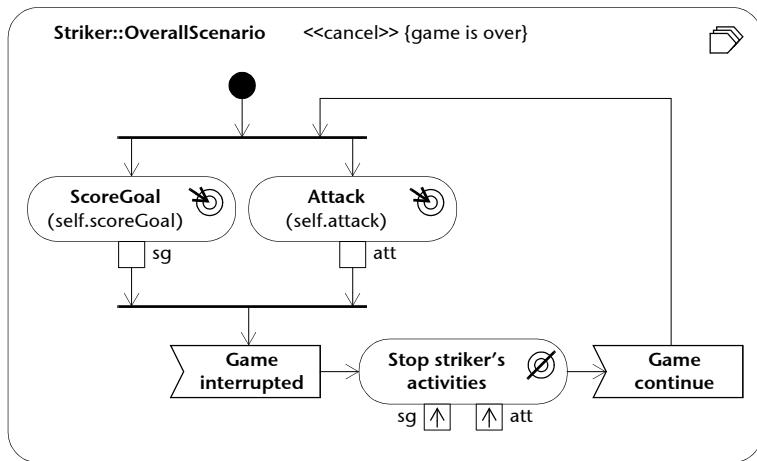 Striker::OverallScenario <<cancel>> {game is over}
ScoreGoal
(self.scoreGoal)
Attack
(self.attack)
sg
att
Game
interrupted
Stop striker's
activities
Game
continue
sg
att